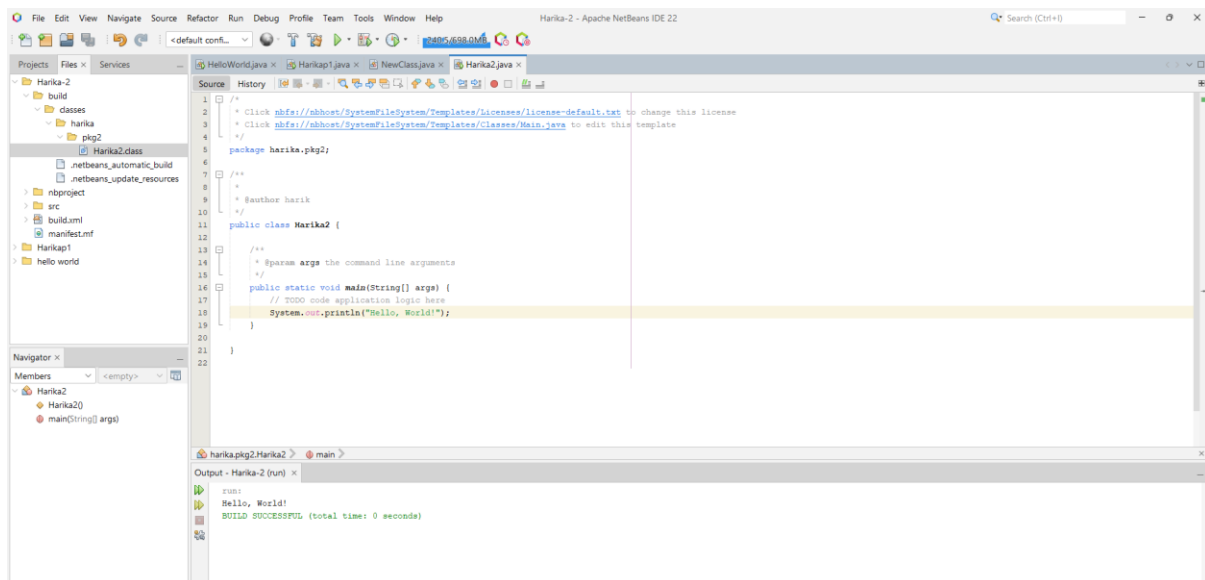 File Edit View Navigate Source Refactor Run Debug Profile Team Tools Window Help
Harika-2 - Apache NetBeans IDE 22
Search (Ctrl+I)
<default confi...
Projects Files × Services
HelloWorld.java × Harikap1.java × NewClass.java × Harika2.java ×
Harika-2
build
classes
harika
pkg2
Harika2.class
.netbeans_automatic_build
.netbeans_update_resources
nbproject
src
build.xml
manifest.mf
Harikap1
hello world
Source History
1 /*
2 * Click nbfs://nbhost/SystemFileSystem/Templates/Licenses/license-default.txt to change this license
3 * Click nbfs://nbhost/SystemFileSystem/Templates/Classes/Main.java to edit this template
4 */
5 package harika.pkg2;
6
7 /**
8 *
9 * @author harik
10 */
11 public class Harika2 {
12
13 /**
14 * @param args the command line arguments
15 */
16 public static void main(String[] args) {
17 // TODO code application logic here
18 System.out.println("Hello, World!");
19 }
20
21 }
22
Navigator ×
Members <empty>
Harika2
Harika2()
main(String[] args)
harika.pkg2.Harika2 main
Output - Harika-2 (run) ×
run:
Hello, World!
BUILD SUCCESSFUL (total time: 0 seconds)